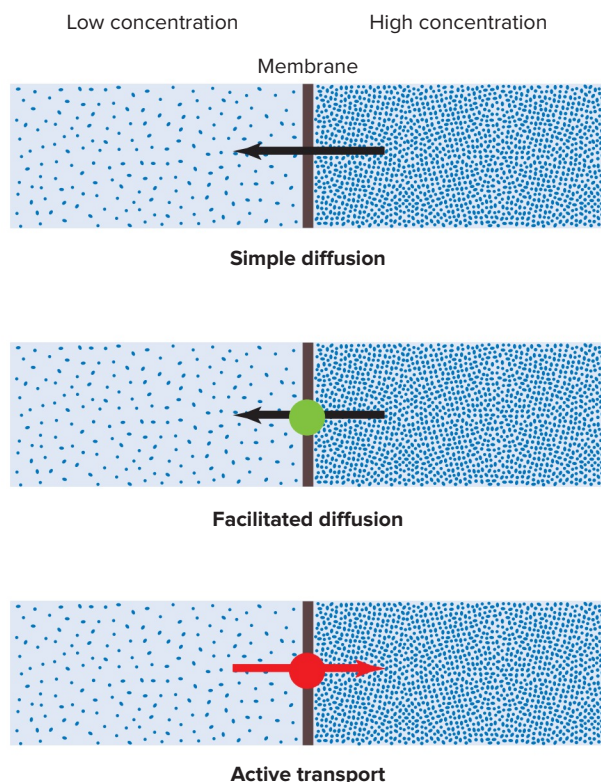 Low concentration
High concentration
Membrane
Simple diffusion
Facilitated diffusion
Active transport